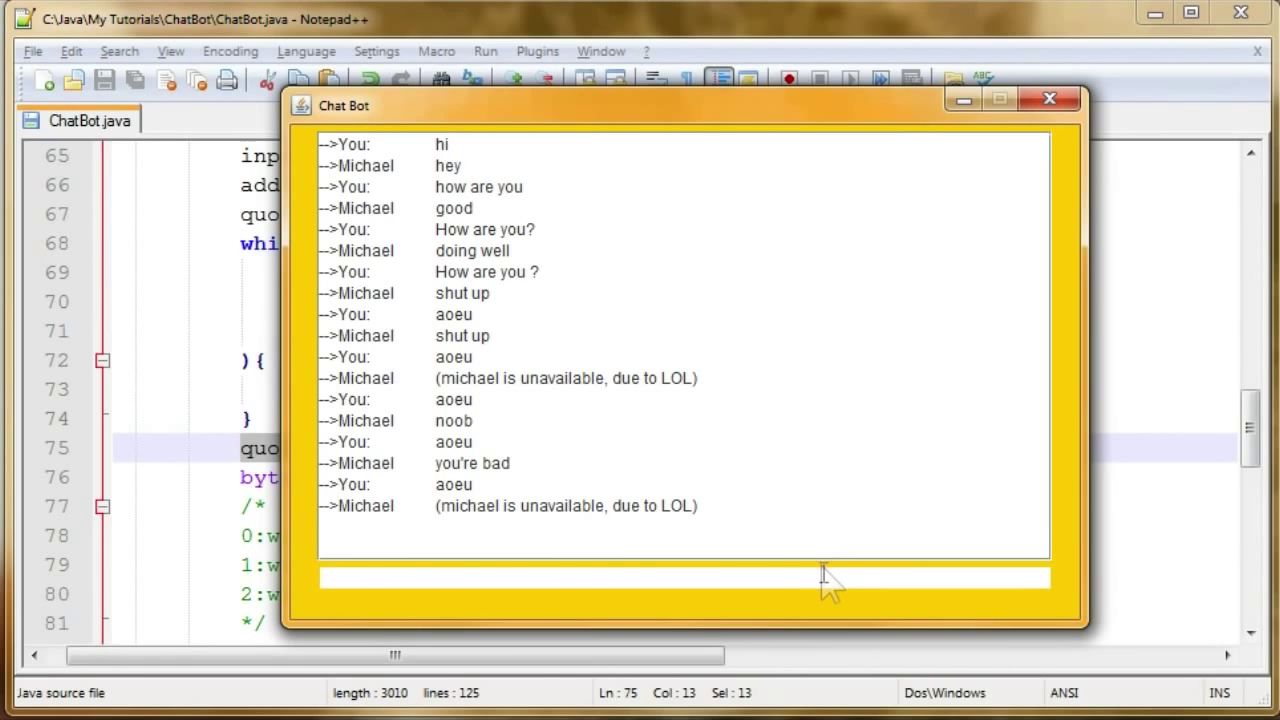 C:\Java\My Tutorials\ChatBot\ChatBot.java - Notepad++
File Edit Search View Encoding Language Settings Macro Run Plugins Window ? X
ABC
ChatBot.java
Chat Bot
65 inp
66 add
67 quo
68 whi
69
70
71
72 ){
73
74 }
75 quo
76 byt
77 /*
78 0:w
79 1:w
80 2:w
81 */
-->You: hi
-->Michael hey
-->You: how are you
-->Michael good
-->You: How are you?
-->Michael doing well
-->You: How are you ?
-->Michael shut up
-->You: aoeu
-->Michael shut up
-->You: aoeu
-->Michael (michael is unavailable, due to LOL)
-->You: aoeu
-->Michael noob
-->You: aoeu
-->Michael you're bad
-->You: aoeu
-->Michael (michael is unavailable, due to LOL)
Java source file length : 3010 lines : 125 Ln : 75 Col : 13 Sel : 13 Dos\Windows ANSI INS